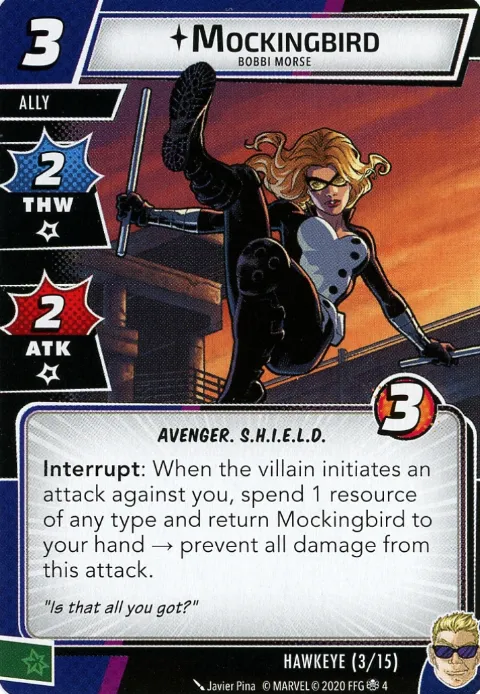 3
MOCKINGBIRD
BOBBI MORSE
ALLY
2
THW
2
ATK
3
AVENGER. S.H.I.E.L.D.
Interrupt: When the villain initiates an
attack against you, spend 1 resource
of any type and return Mockingbird to
your hand → prevent all damage from
this attack.
"Is that all you got?"
HAWKEYE (3/15)
Javier Pina © MARVEL © 2020 FFG 4